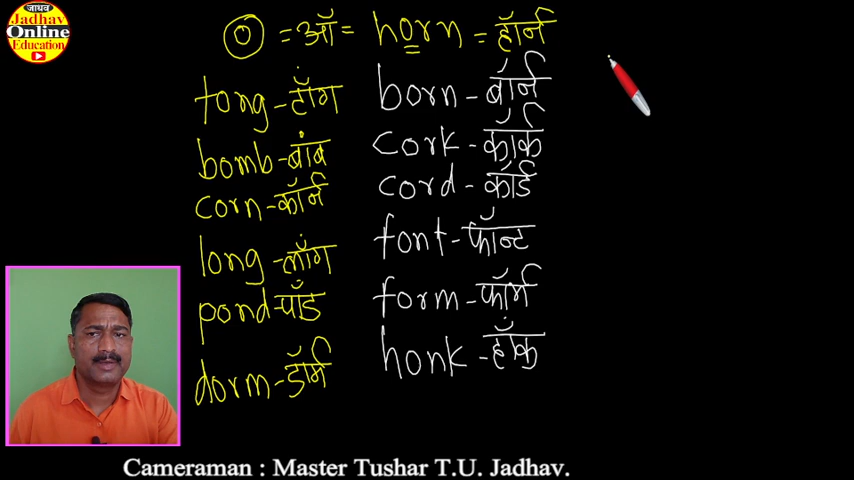 जाधव
Jadhav
Online
Education
o = ऑ = horn = हॉर्न
tong - टाँग
bomb - बाँब
corn - कॉर्न
long - लाँग
pond - पाँड
dorm - डॉर्म
born - बॉर्न
cork - कॉर्क
cord - कॉर्ड
font - फॉन्ट
form - फॉर्म
honk - हाँक
Cameraman : Master Tushar T.U. Jadhav.